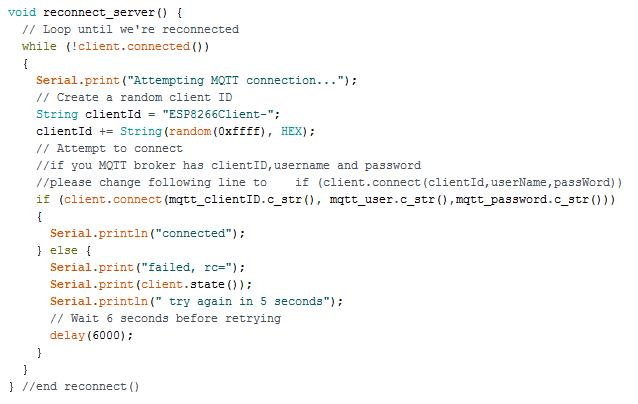 void reconnect_server() {
  // Loop until we're reconnected
  while (!client.connected())
  {
    Serial.print("Attempting MQTT connection...");
    // Create a random client ID
    String clientId = "ESP8266Client-";
    clientId += String(random(0xffff), HEX);
    // Attempt to connect
    //if you MQTT broker has clientID,username and password
    //please change following line to    if (client.connect(clientId,userName,passWord))
    if (client.connect(mqtt_clientID.c_str(), mqtt_user.c_str(),mqtt_password.c_str()))
    {
      Serial.println("connected");
    } else {
      Serial.print("failed, rc=");
      Serial.print(client.state());
      Serial.println(" try again in 5 seconds");
      // Wait 6 seconds before retrying
      delay(6000);
    }
  }
} //end reconnect()